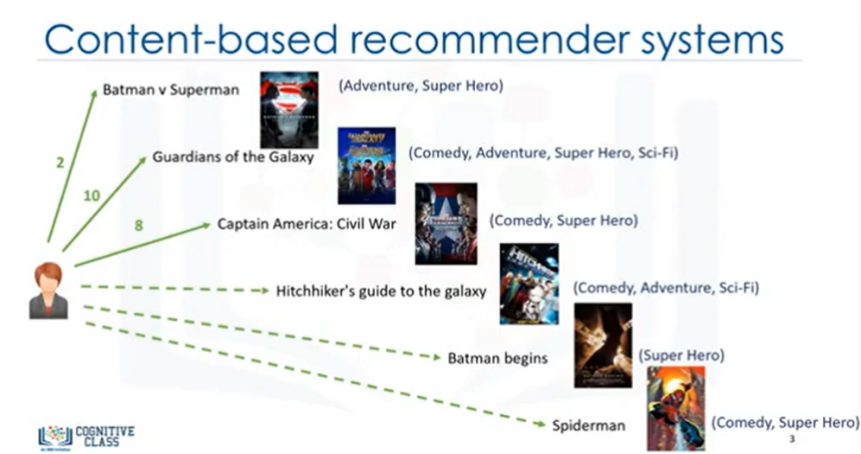 Content-based recommender systems
Batman v Superman (Adventure, Super Hero)
2
Guardians of the Galaxy (Comedy, Adventure, Super Hero, Sci-Fi)
10
8 Captain America: Civil War (Comedy, Super Hero)
Hitchhiker's guide to the galaxy (Comedy, Adventure, Sci-Fi)
Batman begins (Super Hero)
Spiderman (Comedy, Super Hero)
COGNITIVE
CLASS
3